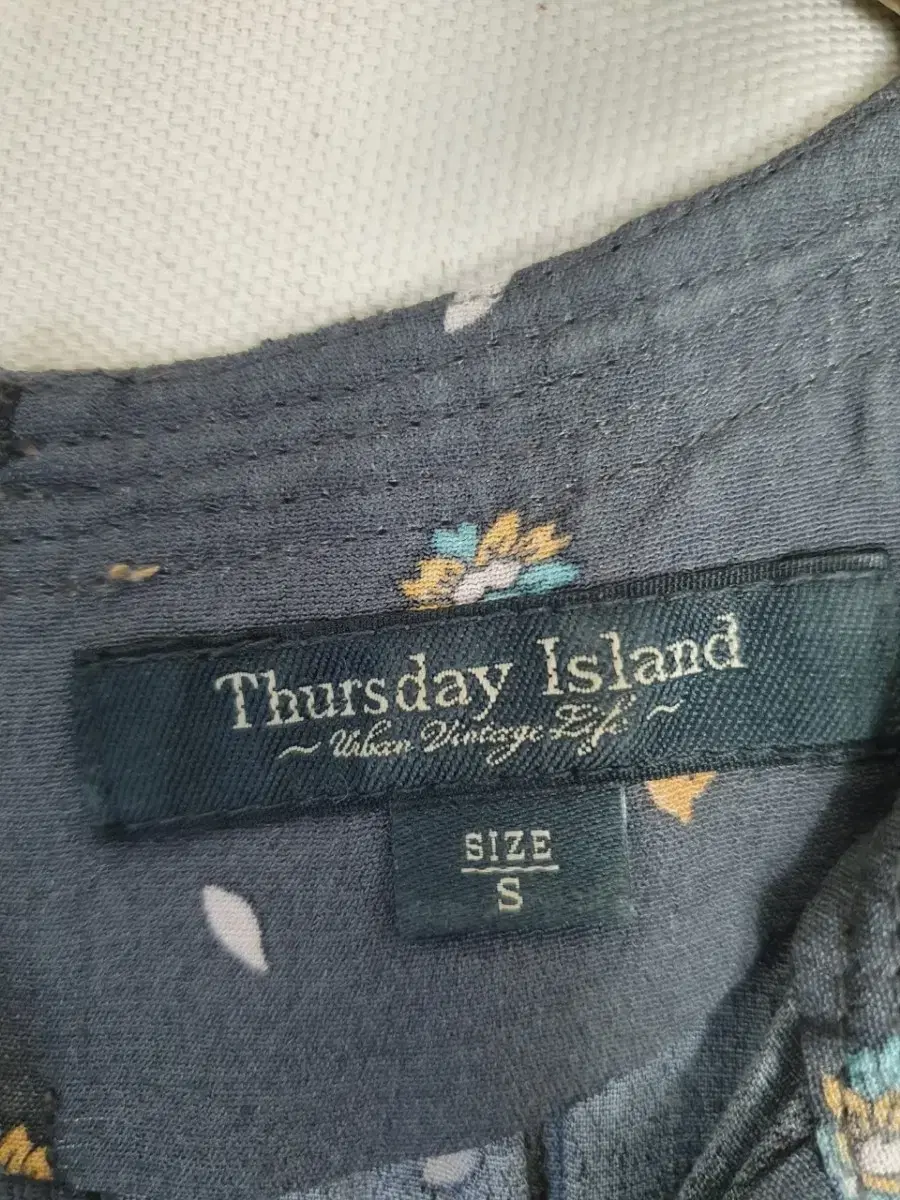 Thursday Island
~ Urban Vintage Life ~
SIZE
S